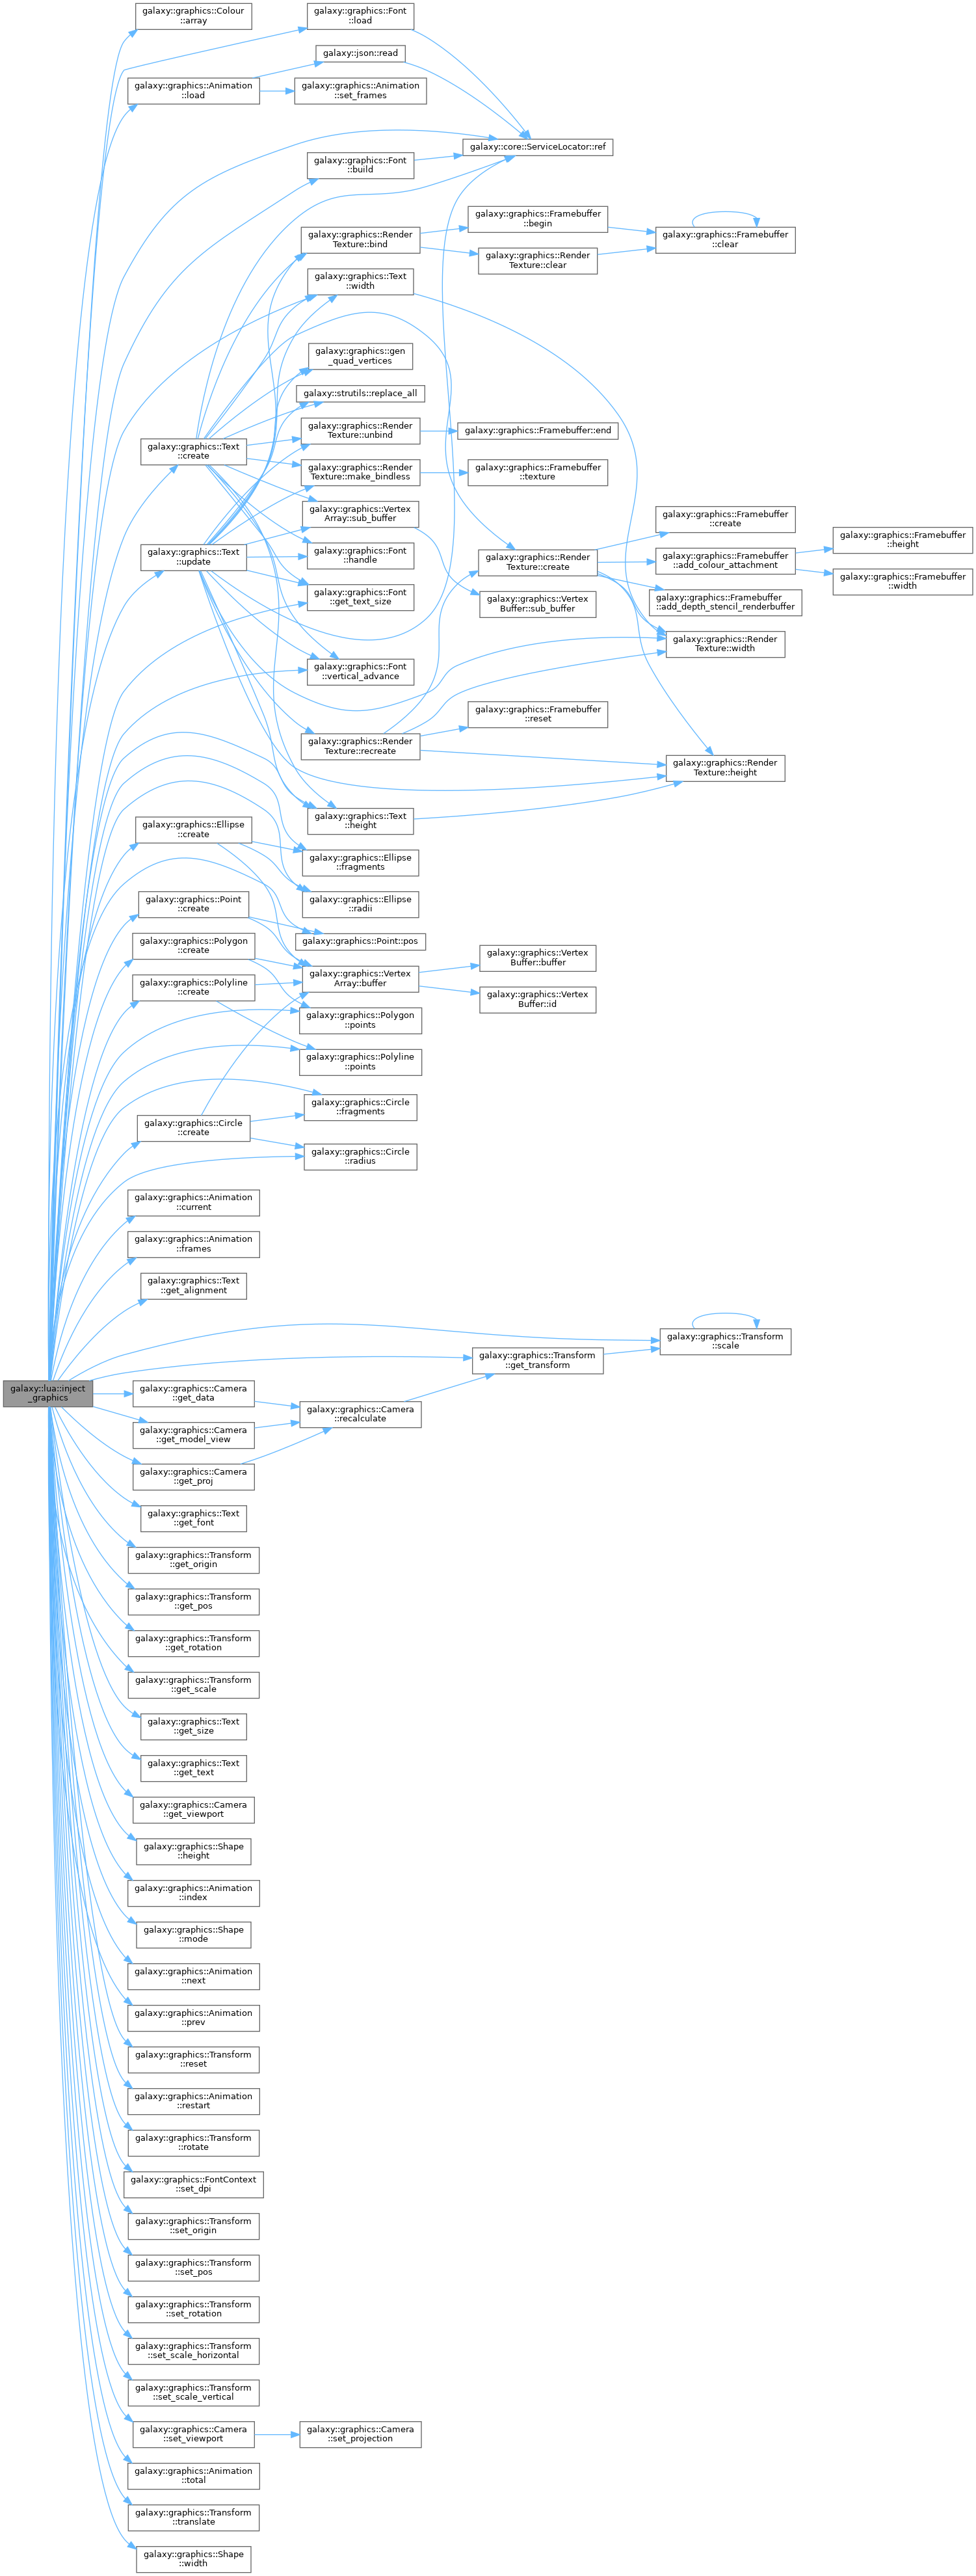 galaxy::graphics::Colour
::array
galaxy::graphics::Font
::load
galaxy::json::read
galaxy::graphics::Animation
::load
galaxy::graphics::Animation
::set_frames
galaxy::core::ServiceLocator::ref
galaxy::graphics::Font
::build
galaxy::graphics::Framebuffer
::begin
galaxy::graphics::Render
Texture::bind
galaxy::graphics::Framebuffer
::clear
galaxy::graphics::Render
Texture::clear
galaxy::graphics::Text
::width
galaxy::graphics::gen
_quad_vertices
galaxy::strutils::replace_all
galaxy::graphics::Render
Texture::unbind
galaxy::graphics::Framebuffer::end
galaxy::graphics::Text
::create
galaxy::graphics::Render
Texture::make_bindless
galaxy::graphics::Framebuffer
::texture
galaxy::graphics::Vertex
Array::sub_buffer
galaxy::graphics::Framebuffer
::create
galaxy::graphics::Framebuffer
::height
galaxy::graphics::Text
::update
galaxy::graphics::Font
::handle
galaxy::graphics::Render
Texture::create
galaxy::graphics::Framebuffer
::add_colour_attachment
galaxy::graphics::Framebuffer
::width
galaxy::graphics::Font
::get_text_size
galaxy::graphics::Vertex
Buffer::sub_buffer
galaxy::graphics::Framebuffer
::add_depth_stencil_renderbuffer
galaxy::graphics::Render
Texture::width
galaxy::graphics::Font
::vertical_advance
galaxy::graphics::Framebuffer
::reset
galaxy::graphics::Render
Texture::recreate
galaxy::graphics::Render
Texture::height
galaxy::graphics::Text
::height
galaxy::graphics::Ellipse
::create
galaxy::graphics::Ellipse
::fragments
galaxy::graphics::Ellipse
::radii
galaxy::graphics::Point
::create
galaxy::graphics::Point::pos
galaxy::graphics::Polygon
::create
galaxy::graphics::Vertex
Buffer::buffer
galaxy::graphics::Vertex
Array::buffer
galaxy::graphics::Polyline
::create
galaxy::graphics::Vertex
Buffer::id
galaxy::graphics::Polygon
::points
galaxy::graphics::Polyline
::points
galaxy::graphics::Circle
::fragments
galaxy::graphics::Circle
::create
galaxy::graphics::Circle
::radius
galaxy::graphics::Animation
::current
galaxy::graphics::Animation
::frames
galaxy::graphics::Text
::get_alignment
galaxy::graphics::Transform
::scale
galaxy::graphics::Transform
::get_transform
galaxy::lua::inject
_graphics
galaxy::graphics::Camera
::get_data
galaxy::graphics::Camera
::recalculate
galaxy::graphics::Camera
::get_model_view
galaxy::graphics::Camera
::get_proj
galaxy::graphics::Text
::get_font
galaxy::graphics::Transform
::get_origin
galaxy::graphics::Transform
::get_pos
galaxy::graphics::Transform
::get_rotation
galaxy::graphics::Transform
::get_scale
galaxy::graphics::Text
::get_size
galaxy::graphics::Text
::get_text
galaxy::graphics::Camera
::get_viewport
galaxy::graphics::Shape
::height
galaxy::graphics::Animation
::index
galaxy::graphics::Shape
::mode
galaxy::graphics::Animation
::next
galaxy::graphics::Animation
::prev
galaxy::graphics::Transform
::reset
galaxy::graphics::Animation
::restart
galaxy::graphics::Transform
::rotate
galaxy::graphics::FontContext
::set_dpi
galaxy::graphics::Transform
::set_origin
galaxy::graphics::Transform
::set_pos
galaxy::graphics::Transform
::set_rotation
galaxy::graphics::Transform
::set_scale_horizontal
galaxy::graphics::Transform
::set_scale_vertical
galaxy::graphics::Camera
::set_viewport
galaxy::graphics::Camera
::set_projection
galaxy::graphics::Animation
::total
galaxy::graphics::Transform
::translate
galaxy::graphics::Shape
::width